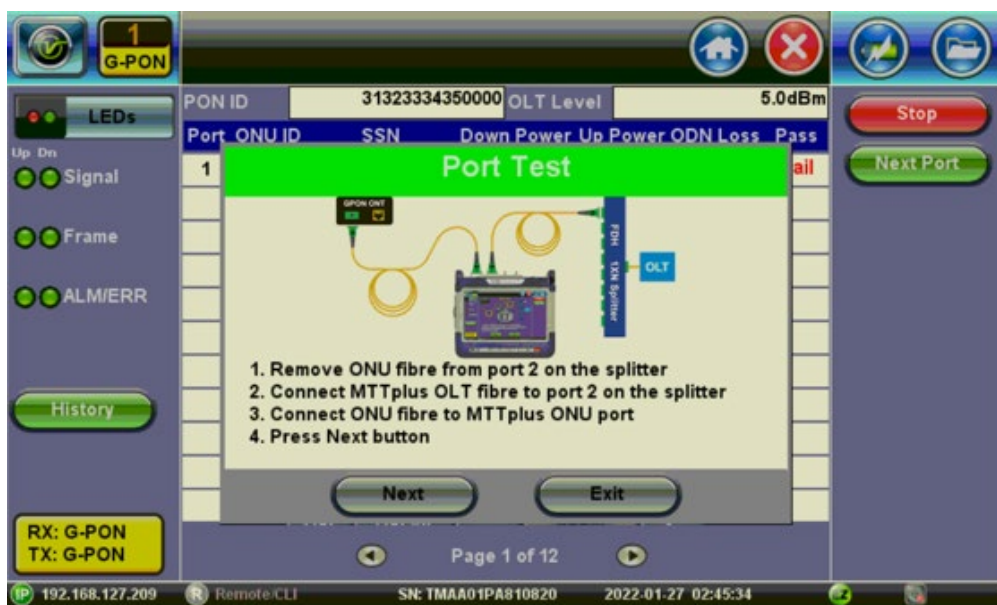 1
G-PON
LEDs
Up Dn
Signal
Frame
ALM/ERR
History
RX: G-PON
TX: G-PON
PON ID 31323334350000 OLT Level 5.0dBm
Port ONU ID SSN Down Power Up Power ODN Loss Pass
1 ail
Port Test
GPON ONT
FDH 1XN Splitter
OLT
1. Remove ONU fibre from port 2 on the splitter
2. Connect MTTplus OLT fibre to port 2 on the splitter
3. Connect ONU fibre to MTTplus ONU port
4. Press Next button
Next Exit
Page 1 of 12
Stop
Next Port
IP 192.168.127.209 R Remote/CLI SN: TMAA01PA810820 2022-01-27 02:45:34